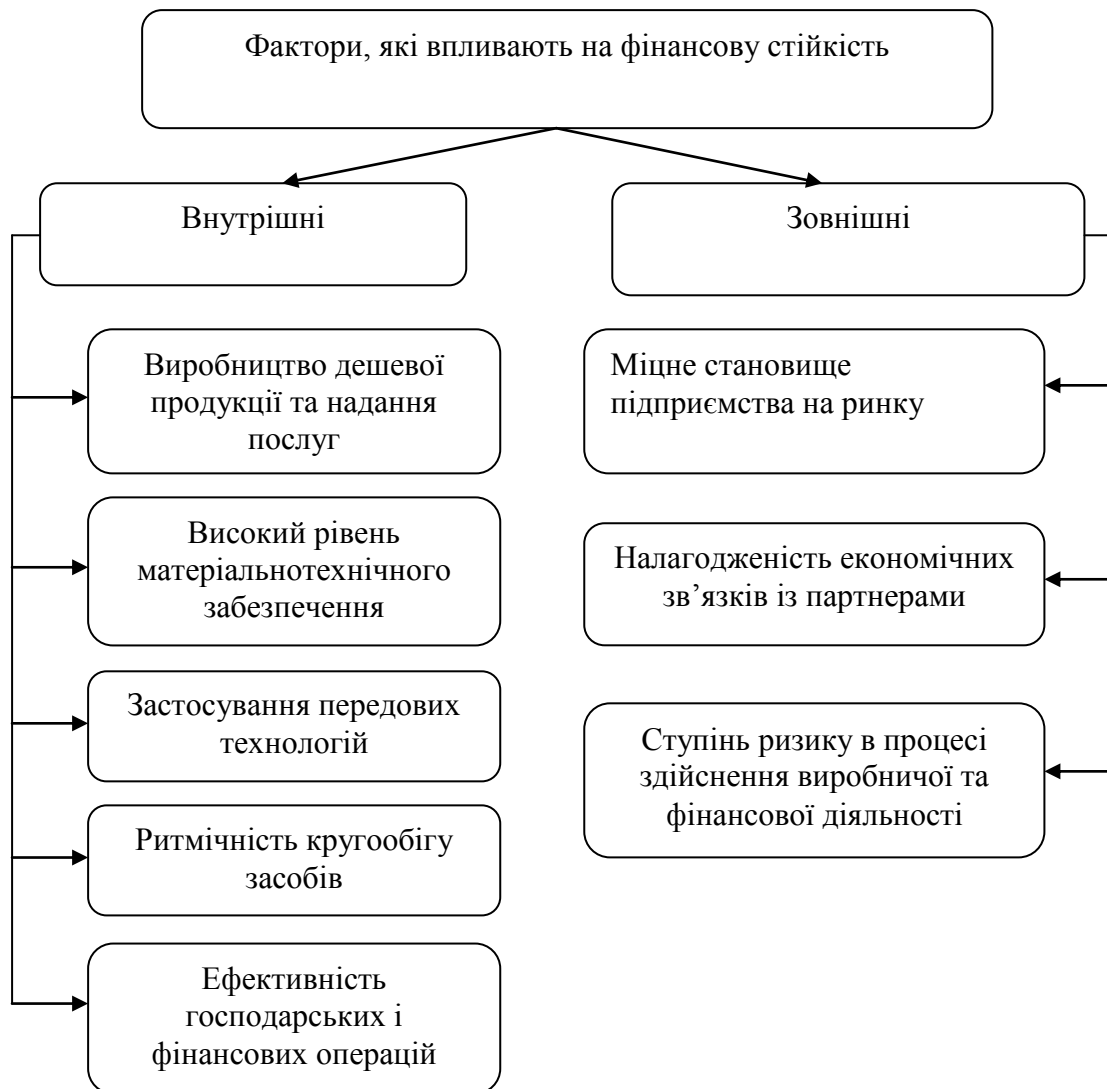 Фактори, які впливають на фінансову стійкість
Внутрішні
Зовнішні
Виробництво дешевої
продукції та надання
послуг
Високий рівень
матеріальнотехнічного
забезпечення
Застосування передових
технологій
Ритмічність кругообігу
засобів
Ефективність
господарських і
фінансових операцій
Міцне становище
підприємства на ринку
Налагодженість економічних
зв’язків із партнерами
Ступінь ризику в процесі
здійснення виробничої та
фінансової діяльності